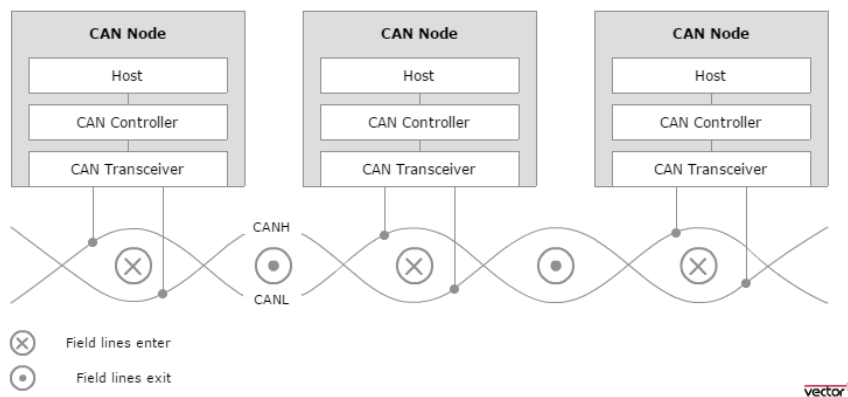 CAN Node
Host
CAN Controller
CAN Transceiver
CAN Node
Host
CAN Controller
CAN Transceiver
CAN Node
Host
CAN Controller
CAN Transceiver
CANH
CANL
Field lines enter
Field lines exit
vector